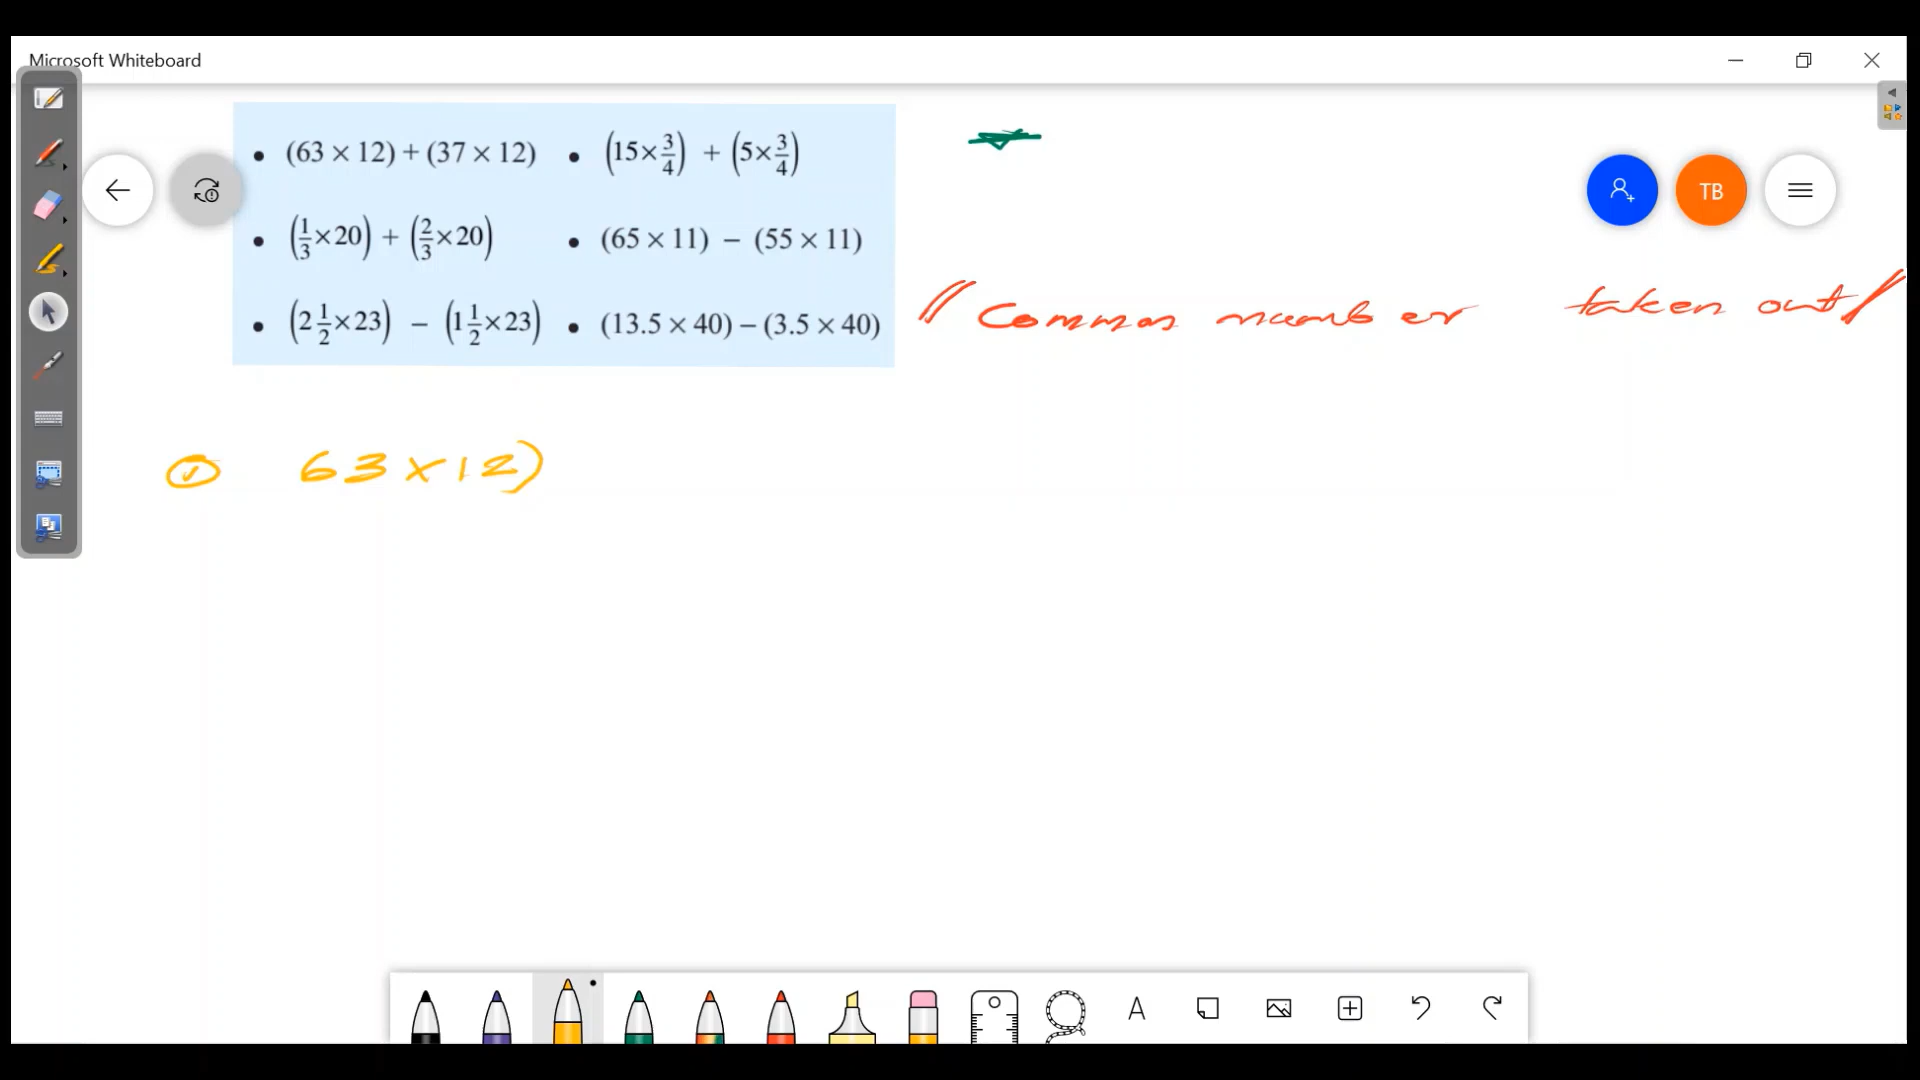 Microsoft Whiteboard
• (63 × 12) + (37 × 12) • (15×3/4) + (5×3/4)
• (1/3×20) + (2/3×20) • (65 × 11) − (55 × 11)
• (2 1/2×23) − (1 1/2×23) • (13.5 × 40) − (3.5 × 40)
TB
// Common number taken out/
① 63×12)
A